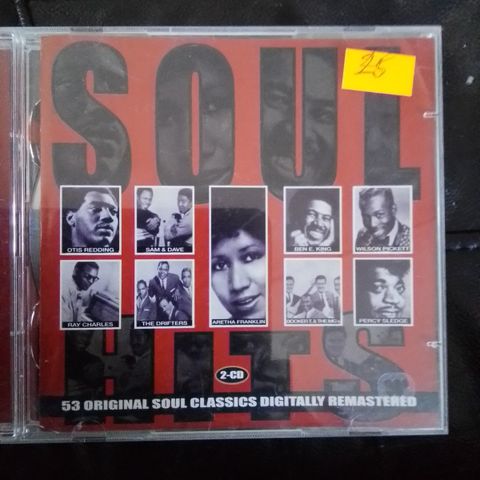 SOUL
25
OTIS REDDING
SAM & DAVE
BEN E. KING
WILSON PICKETT
RAY CHARLES
THE DRIFTERS
ARETHA FRANKLIN
BOOKER T. & THE MG's
PERCY SLEDGE
HITS
2-CD
53 ORIGINAL SOUL CLASSICS DIGITALLY REMASTERED